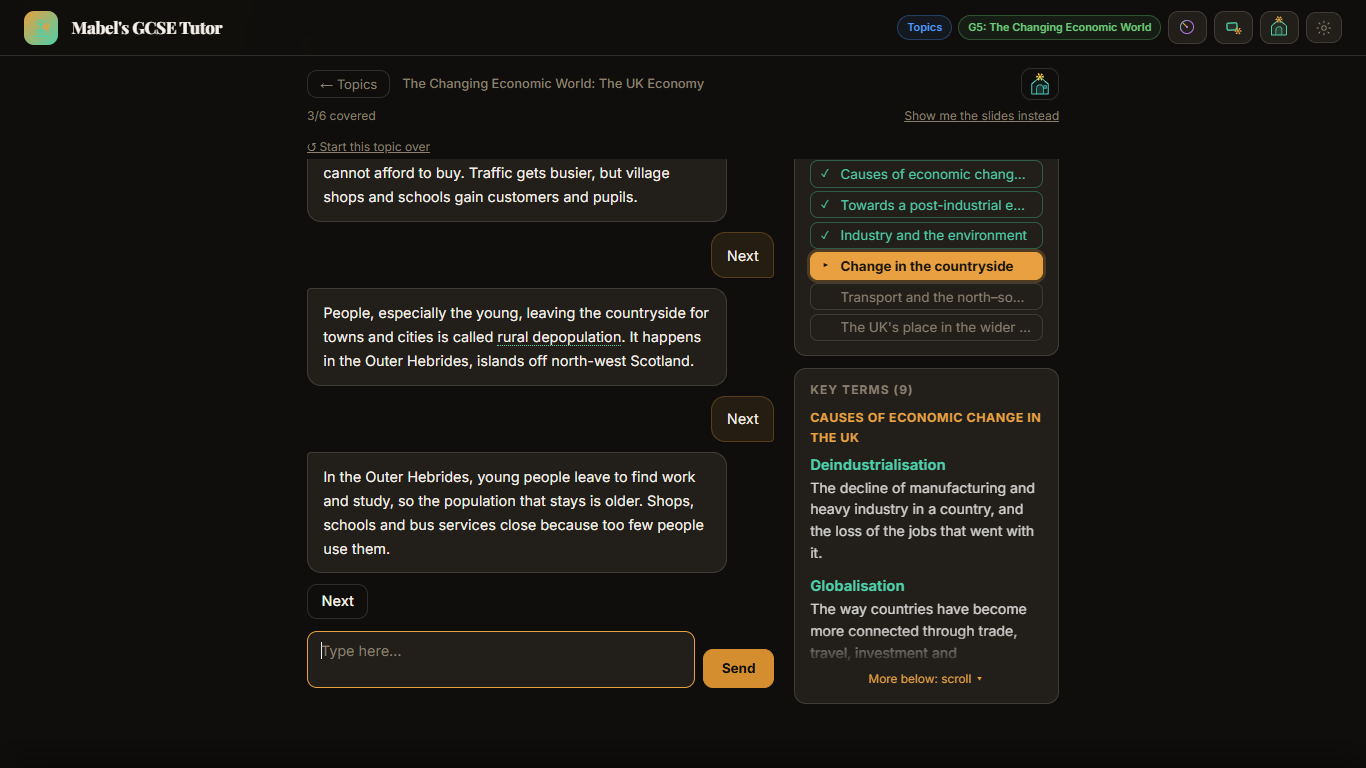 Mabel's GCSE Tutor
Topics
G5: The Changing Economic World
← Topics
The Changing Economic World: The UK Economy
3/6 covered
Show me the slides instead
↺ Start this topic over
cannot afford to buy. Traffic gets busier, but village
shops and schools gain customers and pupils.
Next
People, especially the young, leaving the countryside for
towns and cities is called rural depopulation. It happens
in the Outer Hebrides, islands off north-west Scotland.
Next
In the Outer Hebrides, young people leave to find work
and study, so the population that stays is older. Shops,
schools and bus services close because too few people
use them.
Next
Type here...
Send
✓ Causes of economic chang...
✓ Towards a post-industrial e...
✓ Industry and the environment
▸ Change in the countryside
Transport and the north–so...
The UK's place in the wider ...
KEY TERMS (9)
CAUSES OF ECONOMIC CHANGE IN
THE UK
Deindustrialisation
The decline of manufacturing and
heavy industry in a country, and
the loss of the jobs that went with
it.
Globalisation
The way countries have become
more connected through trade,
travel, investment and
More below: scroll ▾